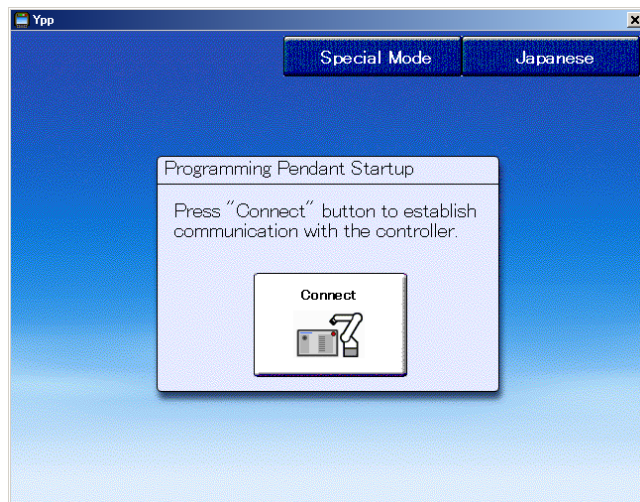 Ypp
Special Mode
Japanese
Programming Pendant Startup
Press "Connect" button to establish
communication with the controller.
Connect